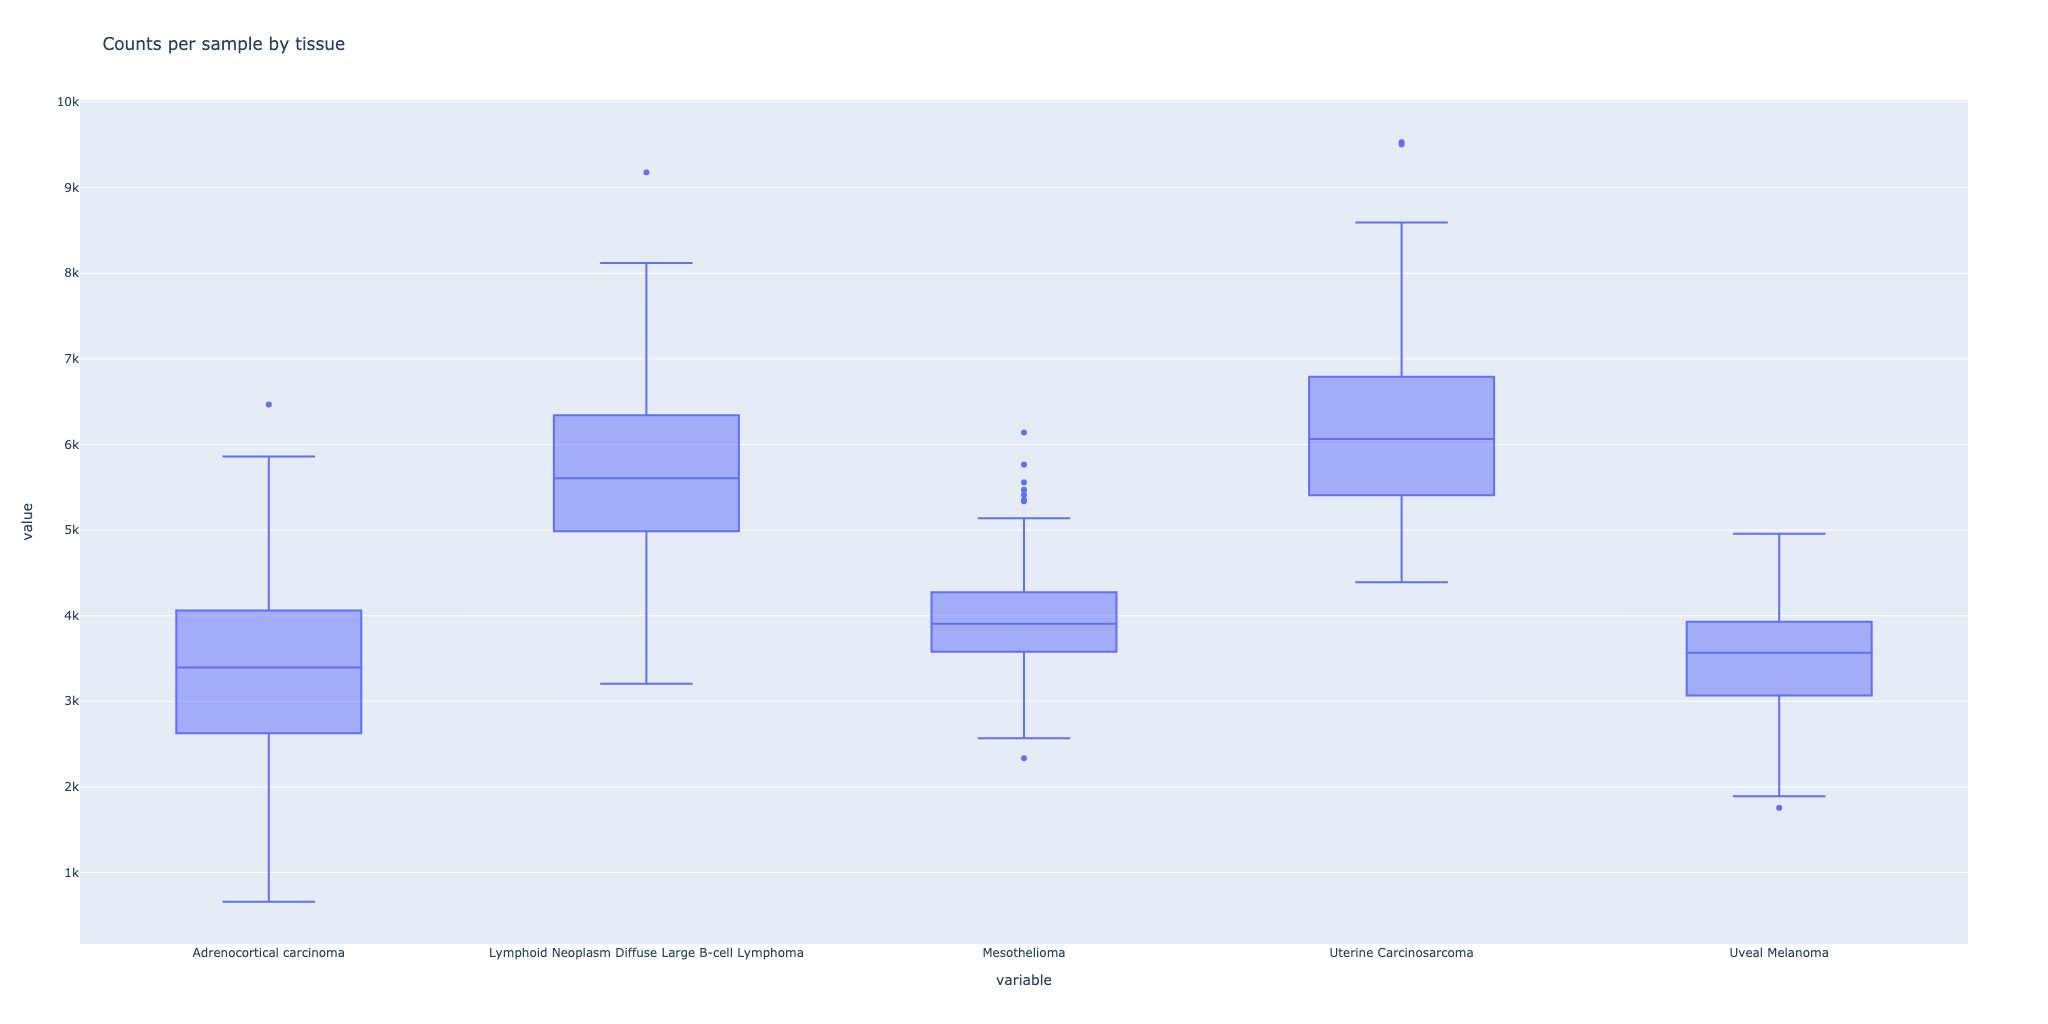 Counts per sample by tissue
10k
9k
8k
7k
6k
5k
4k
3k
2k
1k
value
Adrenocortical carcinoma
Lymphoid Neoplasm Diffuse Large B-cell Lymphoma
Mesothelioma
Uterine Carcinosarcoma
Uveal Melanoma
variable